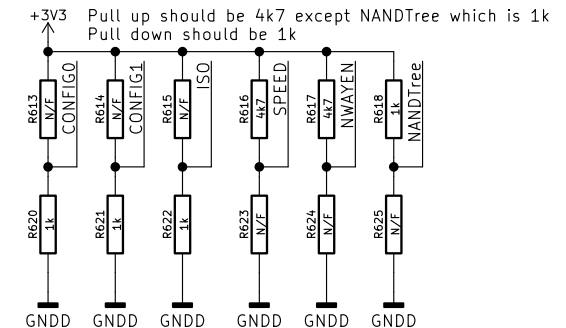 +3V3 Pull up should be 4k7 except NANDTree which is 1k
Pull down should be 1k
R613 N/F CONFIG0
R614 N/F CONFIG1
R615 N/F ISO
R616 4k7 SPEED
R617 4k7 NWAYEN
R618 1k NANDTree
R620 1k
R621 1k
R622 1k
R623 N/F
R624 N/F
R625 N/F
GNDD GNDD GNDD GNDD GNDD GNDD